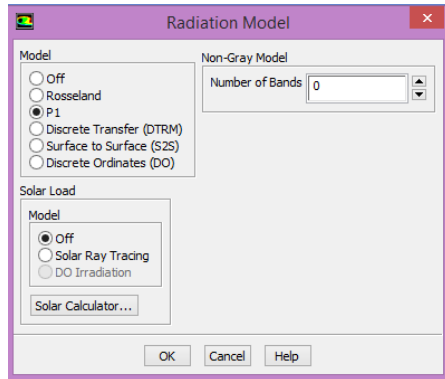 Radiation Model
Model
Off
Rosseland
P1
Discrete Transfer (DTRM)
Surface to Surface (S2S)
Discrete Ordinates (DO)
Non-Gray Model
Number of Bands 0
Solar Load
Model
Off
Solar Ray Tracing
DO Irradiation
Solar Calculator...
OK Cancel Help